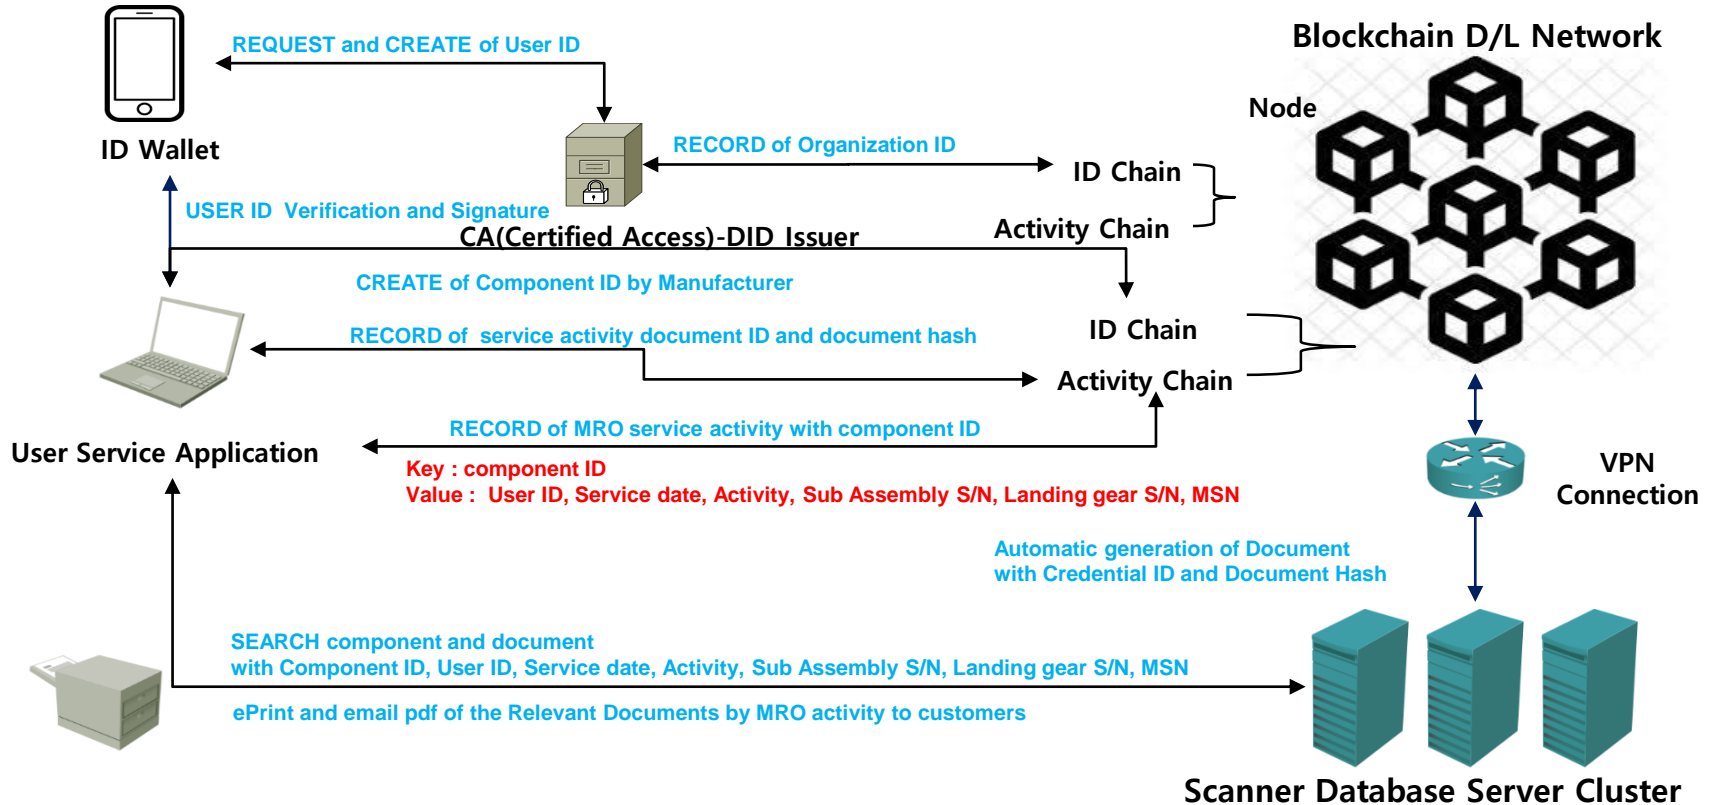 REQUEST and CREATE of User ID
Blockchain D/L Network
Node
ID Wallet
RECORD of Organization ID
ID Chain
USER ID  Verification and Signature
Activity Chain
CA(Certified Access)-DID Issuer
CREATE of Component ID by Manufacturer
RECORD of  service activity document ID and document hash
ID Chain
Activity Chain
RECORD of MRO service activity with component ID
User Service Application
Key : component ID
Value :  User ID, Service date, Activity, Sub Assembly S/N, Landing gear S/N, MSN
VPN
Connection
Automatic generation of Document
with Credential ID and Document Hash
SEARCH component and document
with Component ID, User ID, Service date, Activity, Sub Assembly S/N, Landing gear S/N, MSN
ePrint and email pdf of the Relevant Documents by MRO activity to customers
Scanner Database Server Cluster